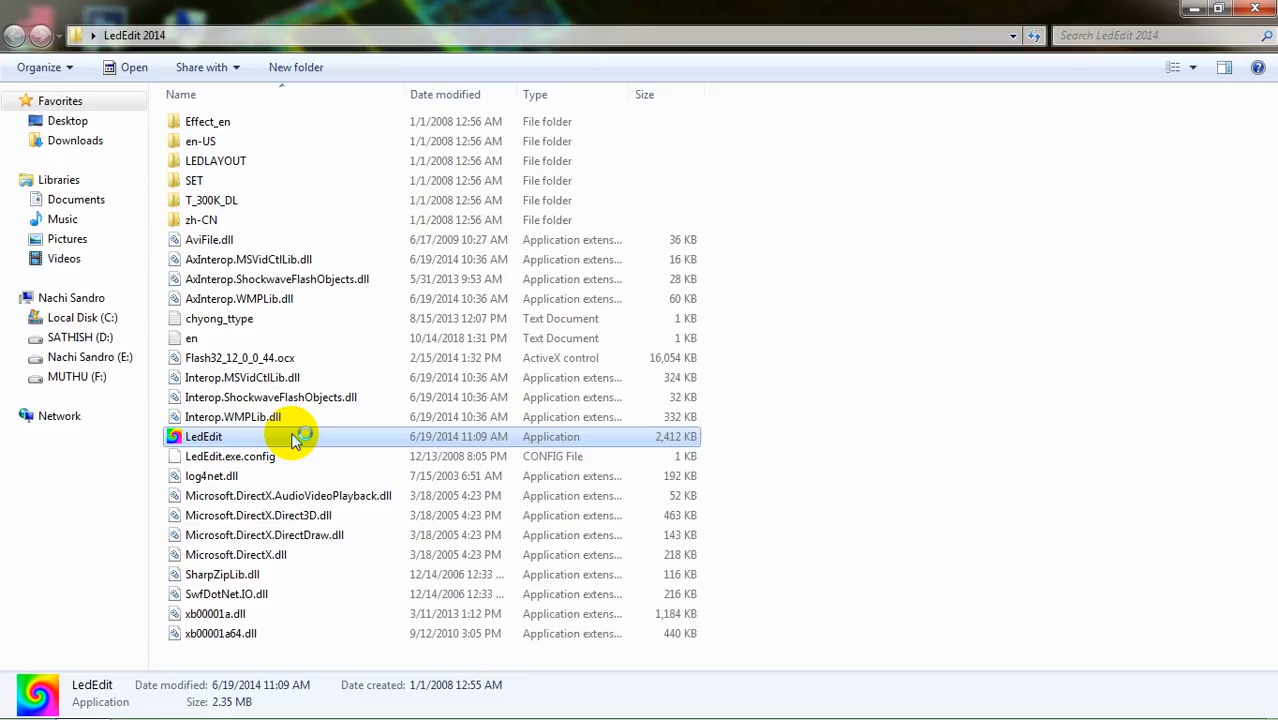 LedEdit 2014
Search LedEdit 2014
Organize Open Share with New folder
Name Date modified Type Size
Favorites
Desktop
Downloads
Libraries
Documents
Music
Pictures
Videos
Nachi Sandro
Local Disk (C:)
SATHISH (D:)
Nachi Sandro (E:)
MUTHU (F:)
Network
Effect_en 1/1/2008 12:56 AM File folder
en-US 1/1/2008 12:56 AM File folder
LEDLAYOUT 1/1/2008 12:56 AM File folder
SET 1/1/2008 12:56 AM File folder
T_300K_DL 1/1/2008 12:56 AM File folder
zh-CN 1/1/2008 12:56 AM File folder
AviFile.dll 6/17/2009 10:27 AM Application extens... 36 KB
AxInterop.MSVidCtlLib.dll 6/19/2014 10:36 AM Application extens... 16 KB
AxInterop.ShockwaveFlashObjects.dll 5/31/2013 9:53 AM Application extens... 28 KB
AxInterop.WMPLib.dll 6/19/2014 10:36 AM Application extens... 60 KB
chyong_ttype 8/15/2013 12:07 PM Text Document 1 KB
en 10/14/2018 1:31 PM Text Document 1 KB
Flash32_12_0_0_44.ocx 2/15/2014 1:32 PM ActiveX control 16,054 KB
Interop.MSVidCtlLib.dll 6/19/2014 10:36 AM Application extens... 324 KB
Interop.ShockwaveFlashObjects.dll 6/19/2014 10:36 AM Application extens... 32 KB
Interop.WMPLib.dll 6/19/2014 10:36 AM Application extens... 332 KB
LedEdit 6/19/2014 11:09 AM Application 2,412 KB
LedEdit.exe.config 12/13/2008 8:05 PM CONFIG File 1 KB
log4net.dll 7/15/2003 6:51 AM Application extens... 192 KB
Microsoft.DirectX.AudioVideoPlayback.dll 3/18/2005 4:23 PM Application extens... 52 KB
Microsoft.DirectX.Direct3D.dll 3/18/2005 4:23 PM Application extens... 463 KB
Microsoft.DirectX.DirectDraw.dll 3/18/2005 4:23 PM Application extens... 143 KB
Microsoft.DirectX.dll 3/18/2005 4:23 PM Application extens... 218 KB
SharpZipLib.dll 12/14/2006 12:33 ... Application extens... 116 KB
SwfDotNet.IO.dll 12/14/2006 12:33 ... Application extens... 216 KB
xb00001a.dll 3/11/2013 1:12 PM Application extens... 1,184 KB
xb00001a64.dll 9/12/2010 3:05 PM Application extens... 440 KB
LedEdit Date modified: 6/19/2014 11:09 AM Date created: 1/1/2008 12:55 AM
Application Size: 2.35 MB